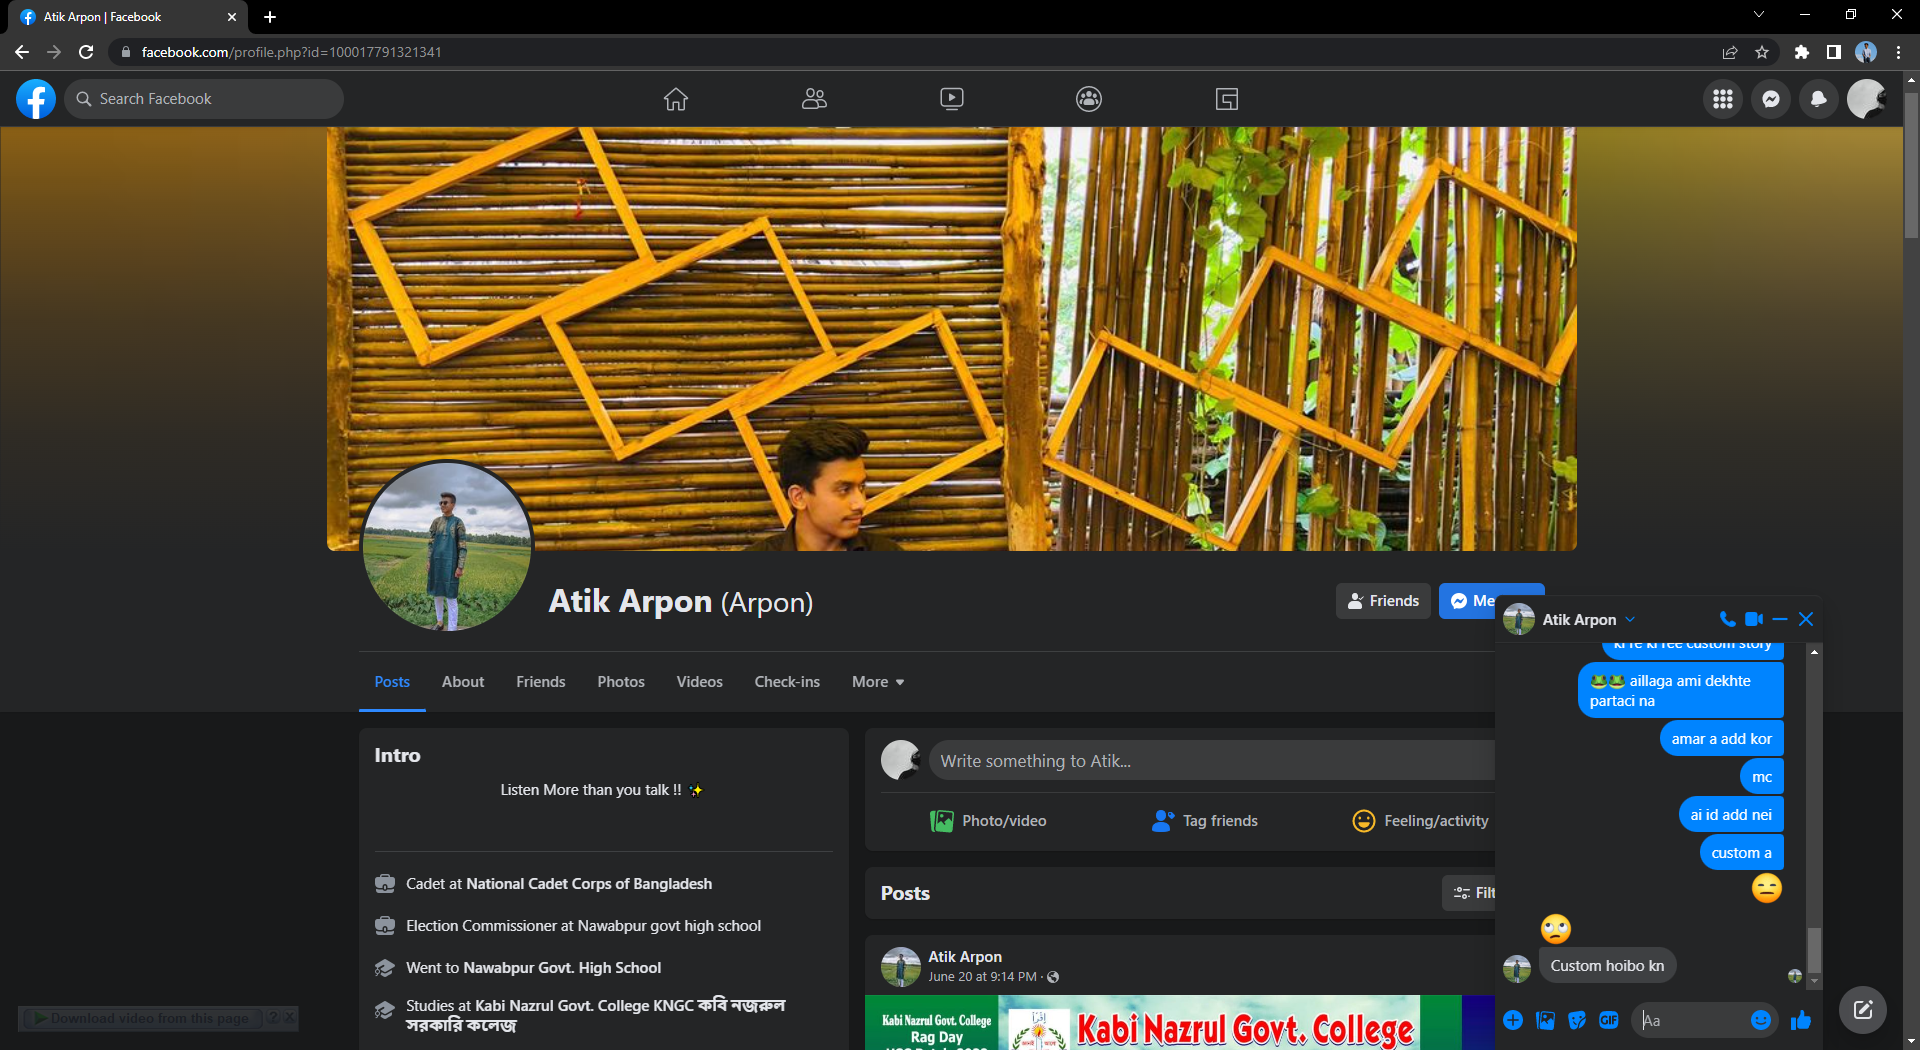 Atik Arpon | Facebook
facebook.com/profile.php?id=100017791321341
Search Facebook
Atik Arpon (Arpon)
Friends
Me
Posts
About
Friends
Photos
Videos
Check-ins
More
Intro
Listen More than you talk !! ✨
Cadet at National Cadet Corps of Bangladesh
Election Commissioner at Nawabpur govt high school
Went to Nawabpur Govt. High School
Studies at Kabi Nazrul Govt. College KNGC কবি নজরুল
সরকারি কলেজ
Write something to Atik...
Photo/video
Tag friends
Feeling/activity
Posts
Filt
Atik Arpon
June 20 at 9:14 PM ·
Kabi Nazrul Govt. College
Rag Day
Kabi Nazrul Govt. College
Atik Arpon
ki re ki ree custom story
🐸🐸 aillaga ami dekhte
partaci na
amar a add kor
mc
ai id add nei
custom a
😑
🙄
Custom hoibo kn
GIF
Aa
Download video from this page